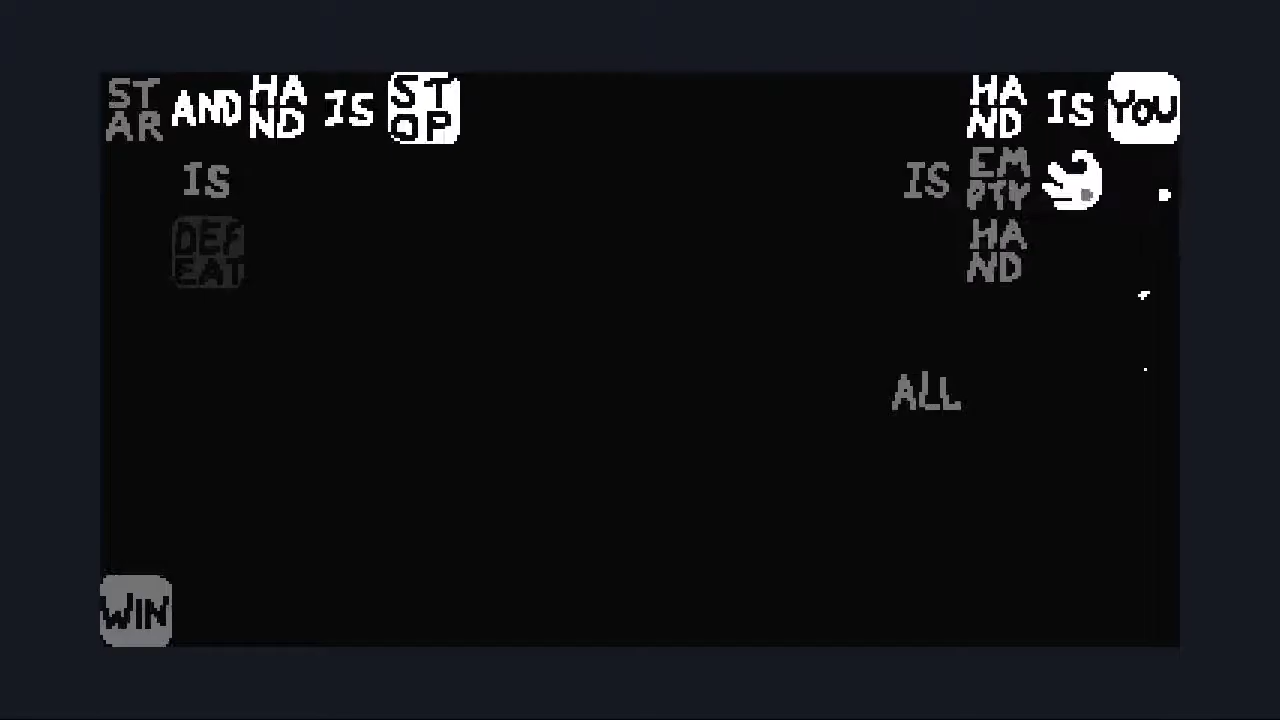 STAR AND HAND IS STOP HAND IS YOU
IS IS EMPTY
DEFEAT HAND
ALL
WIN